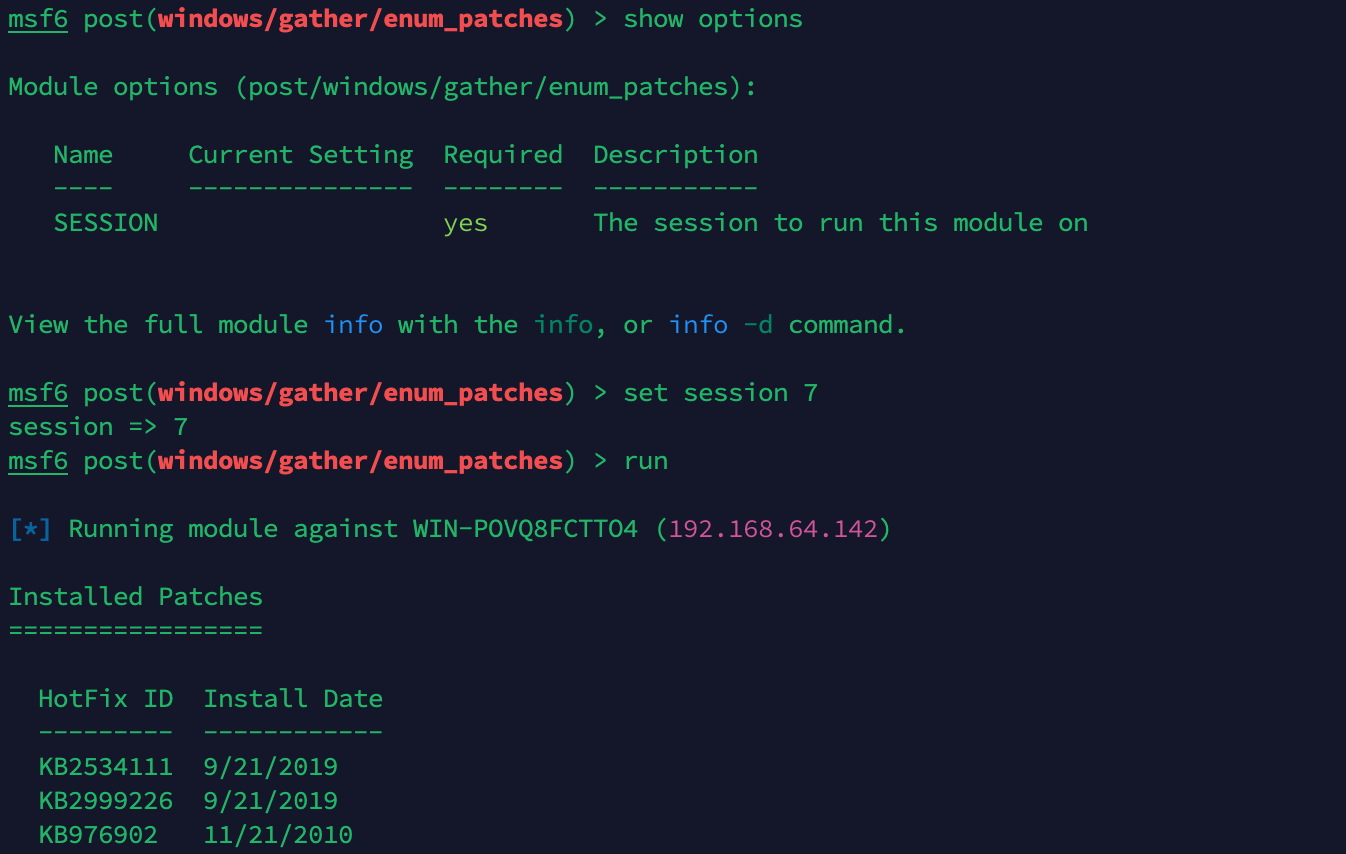 msf6 post(windows/gather/enum_patches) > show options
Module options (post/windows/gather/enum_patches):
Name Current Setting Required Description
---- --------------- -------- -----------
SESSION yes The session to run this module on
View the full module info with the info, or info -d command.
msf6 post(windows/gather/enum_patches) > set session 7
session => 7
msf6 post(windows/gather/enum_patches) > run
[*] Running module against WIN-POVQ8FCTTO4 (192.168.64.142)
Installed Patches
=================
HotFix ID Install Date
--------- ------------
KB2534111 9/21/2019
KB2999226 9/21/2019
KB976902 11/21/2010